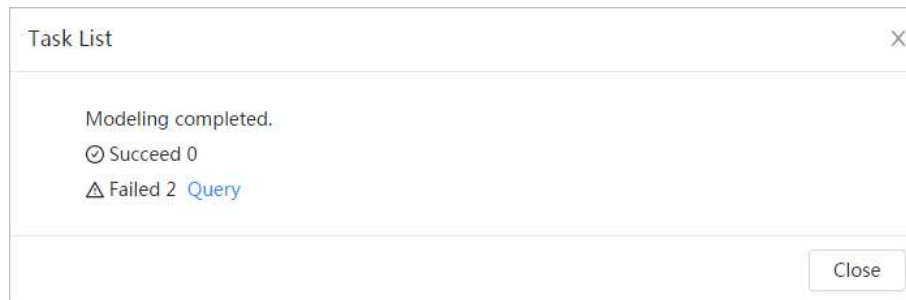 Task List
Modeling completed.
Succeed 0
Failed 2 Query
Close